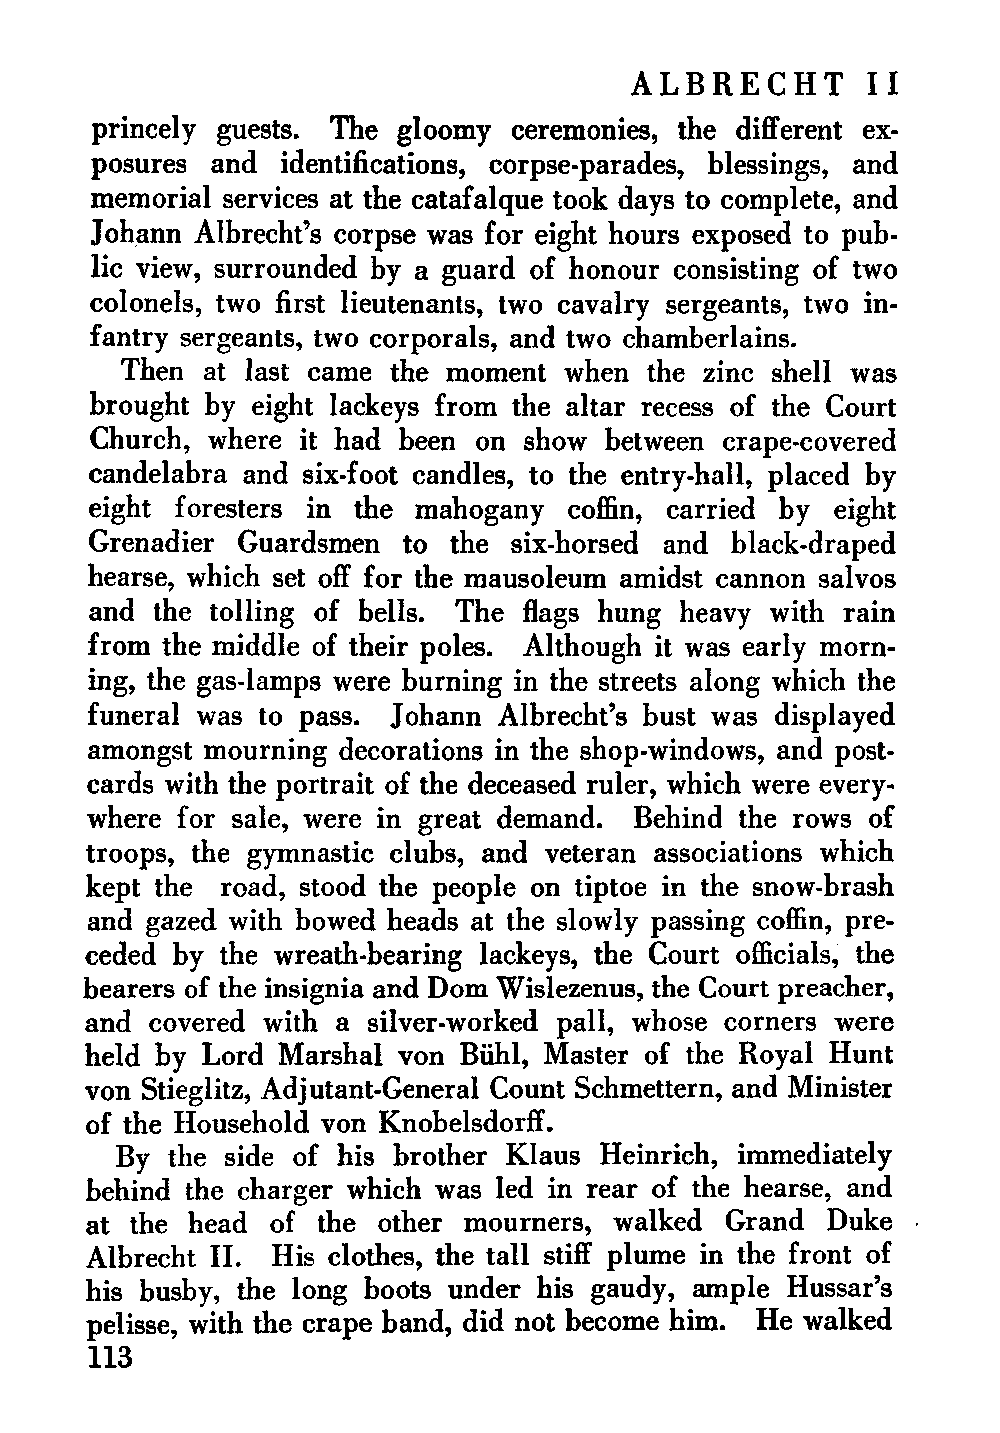 ALBRECHT II
princely guests. The gloomy ceremonies, the different ex-
posures and identifications, corpse-parades, blessings, and
memorial services at the catafalque took days to complete, and
Johann Albrecht's corpse was for eight hours exposed to pub-
lic view, surrounded by a guard of honour consisting of two
colonels, two first lieutenants, two cavalry sergeants, two in-
fantry sergeants, two corporals, and two chamberlains.
Then at last came the moment when the zinc shell was
brought by eight lackeys from the altar recess of the Court
Church, where it had been on show between crape-covered
candelabra and six-foot candles, to the entry-hall, placed by
eight foresters in the mahogany coffin, carried by eight
Grenadier Guardsmen to the six-horsed and black-draped
hearse, which set off for the mausoleum amidst cannon salvos
and the tolling of bells. The flags hung heavy with rain
from the middle of their poles. Although it was early morn-
ing, the gas-lamps were burning in the streets along which the
funeral was to pass. Johann Albrecht's bust was displayed
amongst mourning decorations in the shop-windows, and post-
cards with the portrait of the deceased ruler, which were every-
where for sale, were in great demand. Behind the rows of
troops, the gymnastic clubs, and veteran associations which
kept the road, stood the people on tiptoe in the snow-brash
and gazed with bowed heads at the slowly passing coffin, pre-
ceded by the wreath-bearing lackeys, the Court officials, the
bearers of the insignia and Dom Wislezenus, the Court preacher,
and covered with a silver-worked pall, whose corners were
held by Lord Marshal von Bühl, Master of the Royal Hunt
von Stieglitz, Adjutant-General Count Schmettern, and Minister
of the Household von Knobelsdorff.
By the side of his brother Klaus Heinrich, immediately
behind the charger which was led in rear of the hearse, and
at the head of the other mourners, walked Grand Duke
Albrecht II. His clothes, the tall stiff plume in the front of
his busby, the long boots under his gaudy, ample Hussar's
pelisse, with the crape band, did not become him. He walked
113